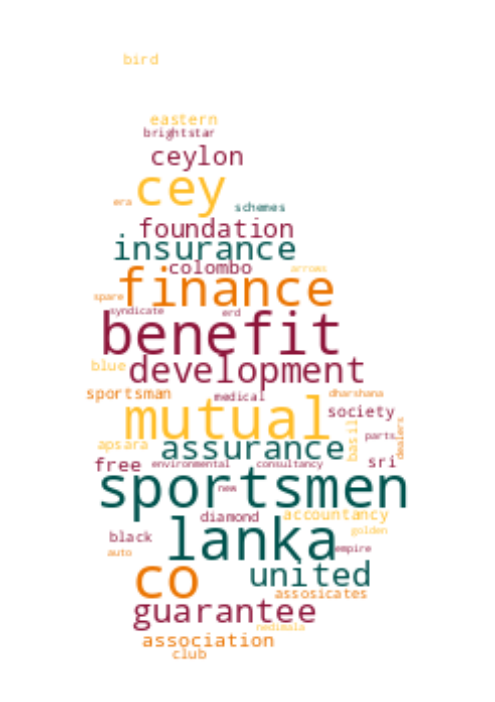 bird
eastern
brightstar
ceylon
cey
era schemes
foundation
insurance
colombo
spare finance
syndicate erd
benefit
blue development
sportsman medical dharshana
mutual society
apsara assurance basil parts dealers
free environmental consultancy sri
sportsmen
new
diamond accountancy
black lanka golden
auto empire
co united
assosicates
guarantee
nedimala
association
club